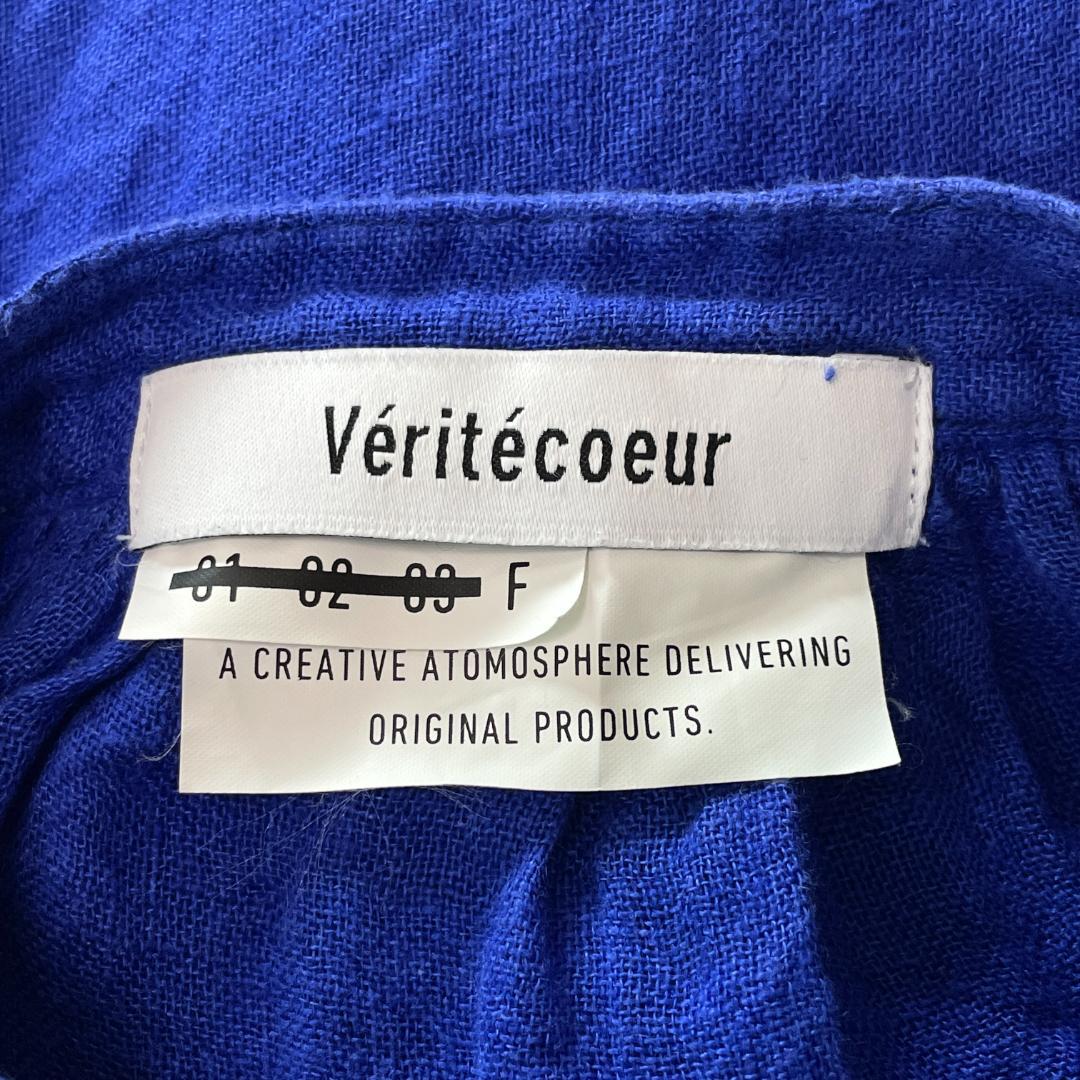 Véritécoeur
01 02 03 F
A CREATIVE ATOMOSPHERE DELIVERING
ORIGINAL PRODUCTS.